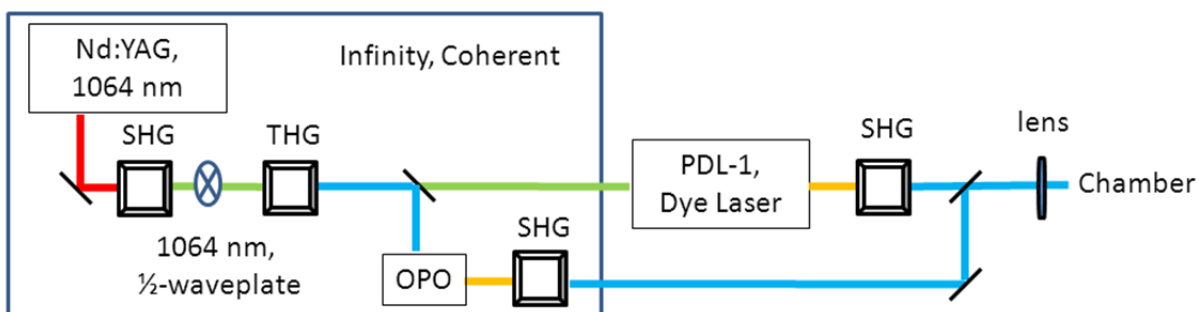 Nd:YAG,
1064 nm
Infinity, Coherent
SHG
THG
1064 nm,
½-waveplate
OPO
SHG
PDL-1,
Dye Laser
SHG
lens
Chamber